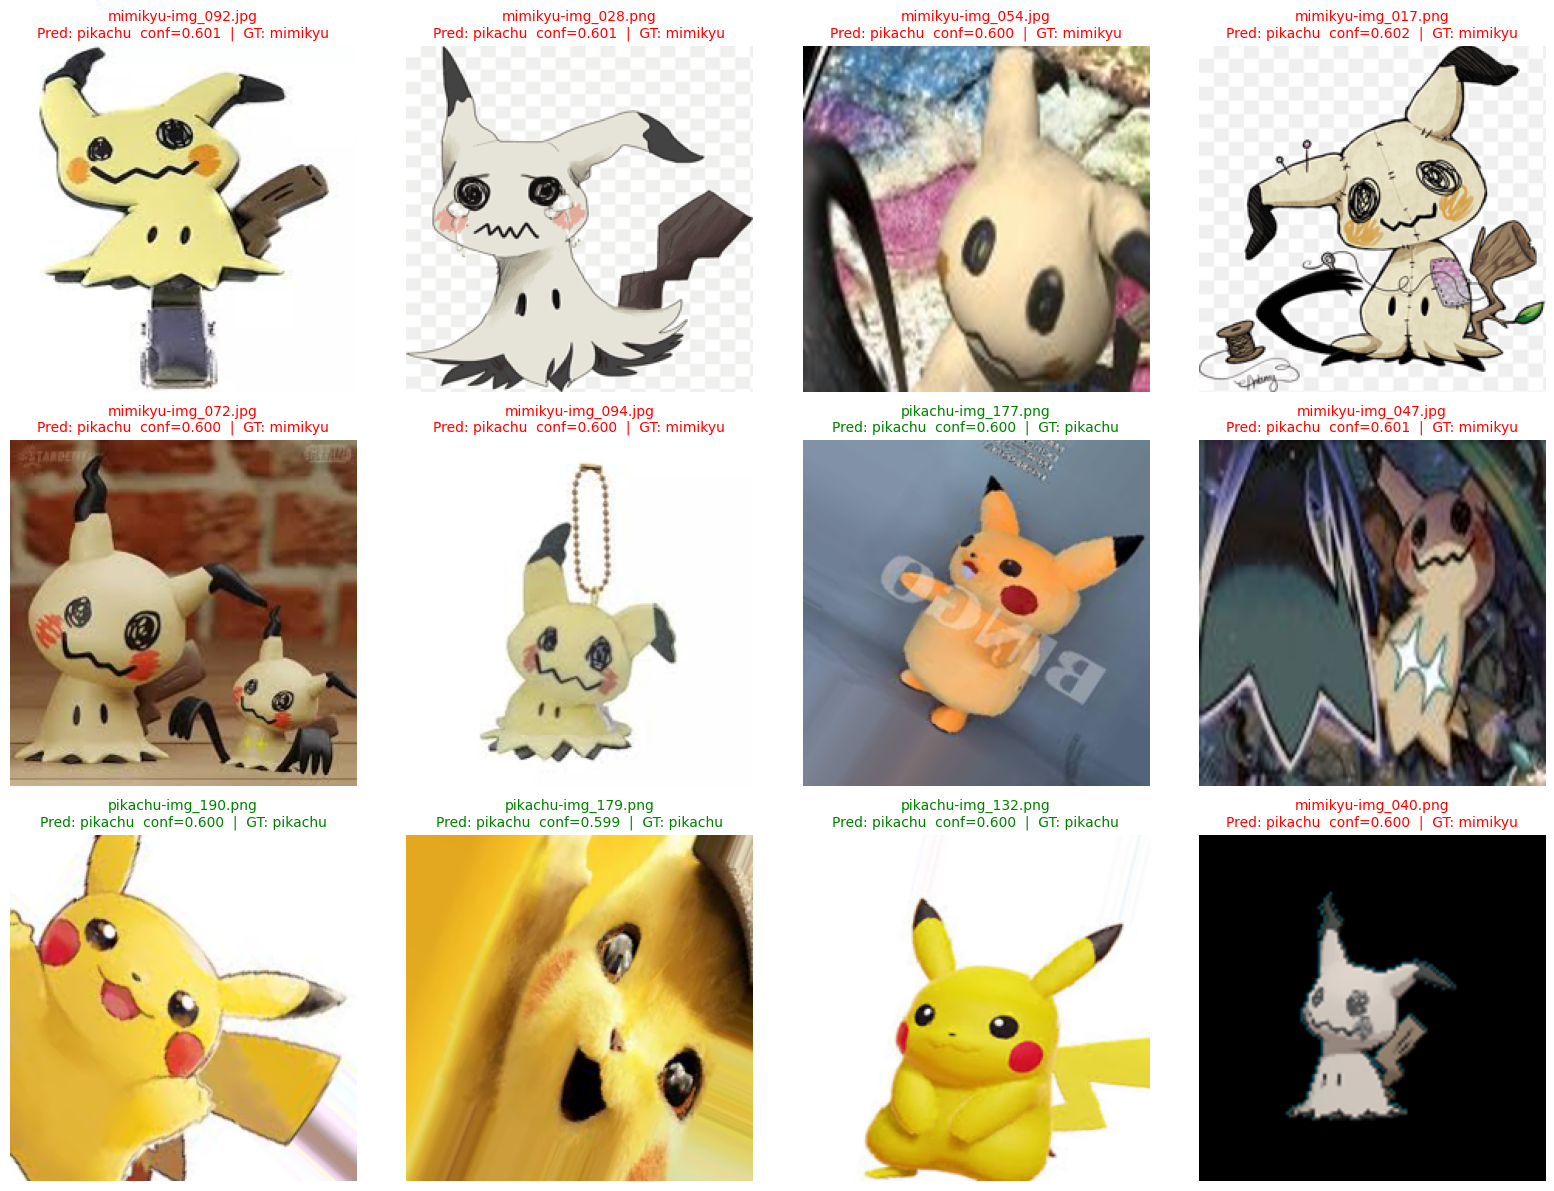 mimikyu-img_092.jpg
Pred: pikachu conf=0.601 | GT: mimikyu
mimikyu-img_028.png
Pred: pikachu conf=0.601 | GT: mimikyu
mimikyu-img_054.jpg
Pred: pikachu conf=0.600 | GT: mimikyu
mimikyu-img_017.png
Pred: pikachu conf=0.602 | GT: mimikyu
mimikyu-img_072.jpg
Pred: pikachu conf=0.600 | GT: mimikyu
mimikyu-img_094.jpg
Pred: pikachu conf=0.600 | GT: mimikyu
pikachu-img_177.png
Pred: pikachu conf=0.600 | GT: pikachu
BINGO
mimikyu-img_047.jpg
Pred: pikachu conf=0.601 | GT: mimikyu
pikachu-img_190.png
Pred: pikachu conf=0.600 | GT: pikachu
pikachu-img_179.png
Pred: pikachu conf=0.599 | GT: pikachu
pikachu-img_132.png
Pred: pikachu conf=0.600 | GT: pikachu
mimikyu-img_040.png
Pred: pikachu conf=0.600 | GT: mimikyu